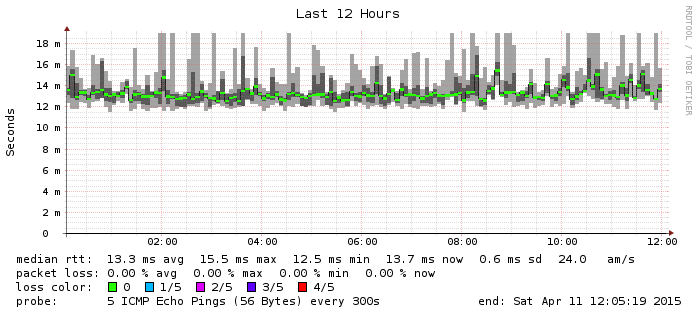 Last 12 Hours
RRDTOOL / TOBI OETIKER
Seconds
18 m
16 m
14 m
12 m
10 m
8 m
6 m
4 m
2 m
0
02:00 04:00 06:00 08:00 10:00 12:00
median rtt: 13.3 ms avg 15.5 ms max 12.5 ms min 13.7 ms now 0.6 ms sd 24.0 am/s
packet loss: 0.00 % avg 0.00 % max 0.00 % min 0.00 % now
loss color: 0 1/5 2/5 3/5 4/5
probe: 5 ICMP Echo Pings (56 Bytes) every 300s end: Sat Apr 11 12:05:19 2015